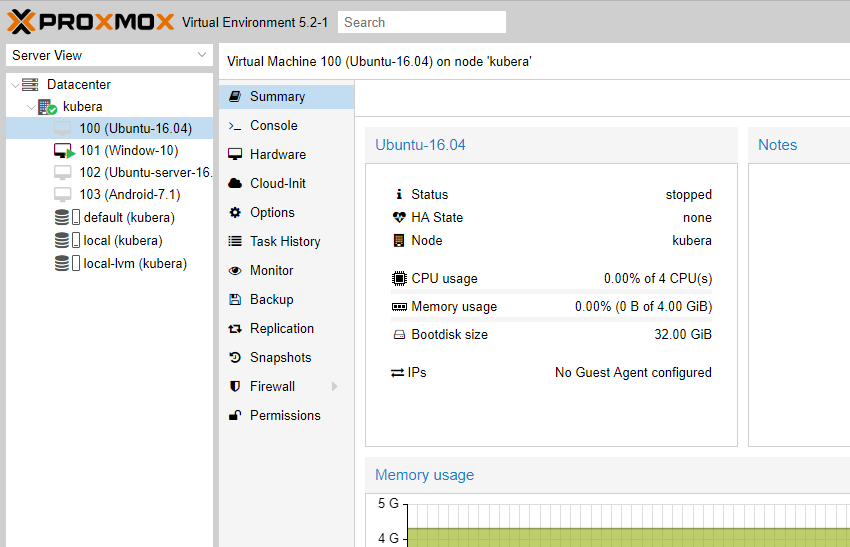 PROXMOX Virtual Environment 5.2-1 Search
Server View
Datacenter
kubera
100 (Ubuntu-16.04)
101 (Window-10)
102 (Ubuntu-server-16.
103 (Android-7.1)
default (kubera)
local (kubera)
local-lvm (kubera)
Virtual Machine 100 (Ubuntu-16.04) on node 'kubera'
Summary
Console
Hardware
Cloud-Init
Options
Task History
Monitor
Backup
Replication
Snapshots
Firewall
Permissions
Ubuntu-16.04
Status stopped
HA State none
Node kubera
CPU usage 0.00% of 4 CPU(s)
Memory usage 0.00% (0 B of 4.00 GiB)
Bootdisk size 32.00 GiB
IPs No Guest Agent configured
Notes
Memory usage
5 G
4 G